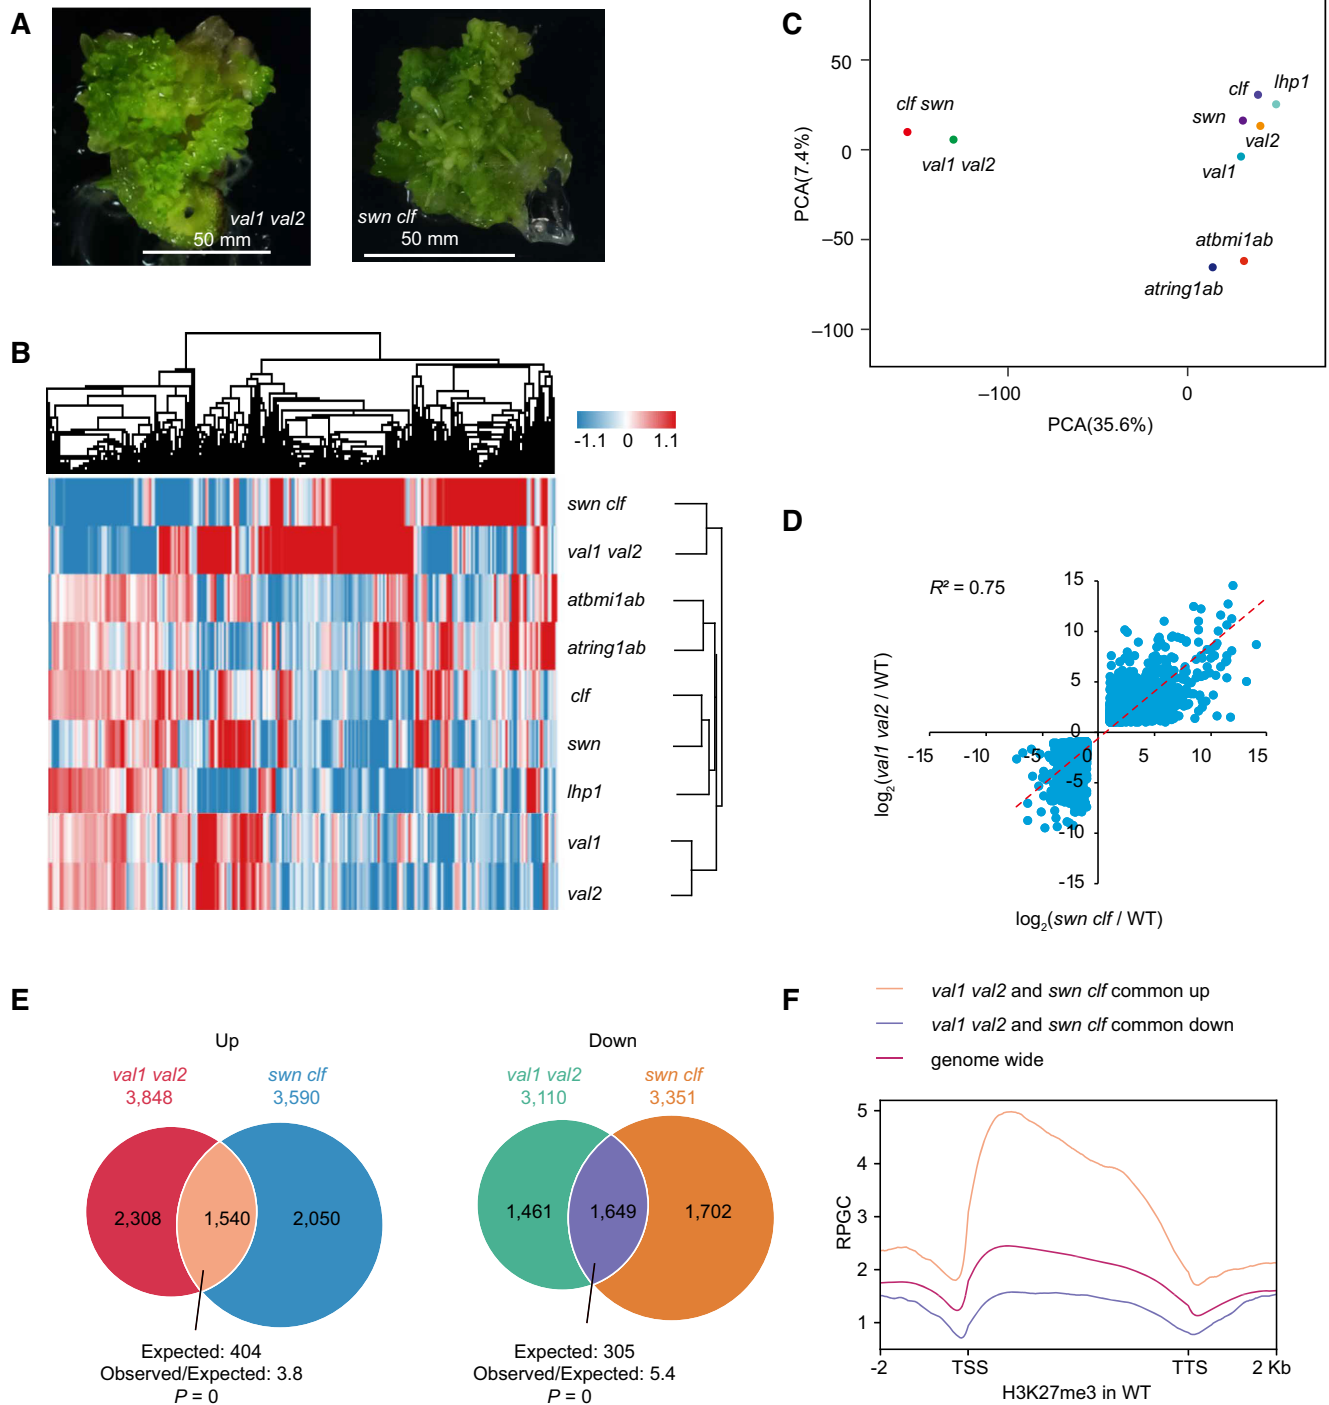 A
val1 val2
50 mm
swn clf
50 mm
B
-1.1 0 1.1
swn clf
val1 val2
atbmi1ab
atring1ab
clf
swn
lhp1
val1
val2
C
PCA(7.4%)
50
0
–50
–100
clf swn
val1 val2
clf
lhp1
swn
val2
val1
atbmi1ab
atring1ab
–100 0
PCA(35.6%)
D
R² = 0.75
log2(val1 val2 / WT)
15
10
5
0
-15 -10 -5 0 5 10 15
-5
-10
-15
log2(swn clf / WT)
E
Up
val1 val2 swn clf
3,848 3,590
2,308 1,540 2,050
Expected: 404
Observed/Expected: 3.8
P = 0
Down
val1 val2 swn clf
3,110 3,351
1,461 1,649 1,702
Expected: 305
Observed/Expected: 5.4
P = 0
F
val1 val2 and swn clf common up
val1 val2 and swn clf common down
genome wide
RPGC
5
4
3
2
1
-2 TSS TTS 2 Kb
H3K27me3 in WT